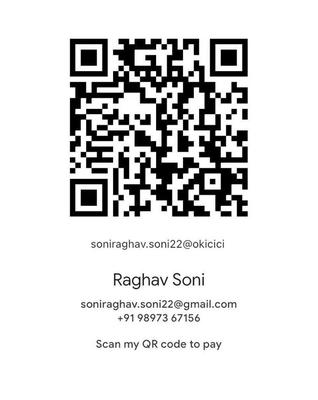 soniraghav.soni22@okicici
Raghav Soni
soniraghav.soni22@gmail.com
+91 98973 67156
Scan my QR code to pay